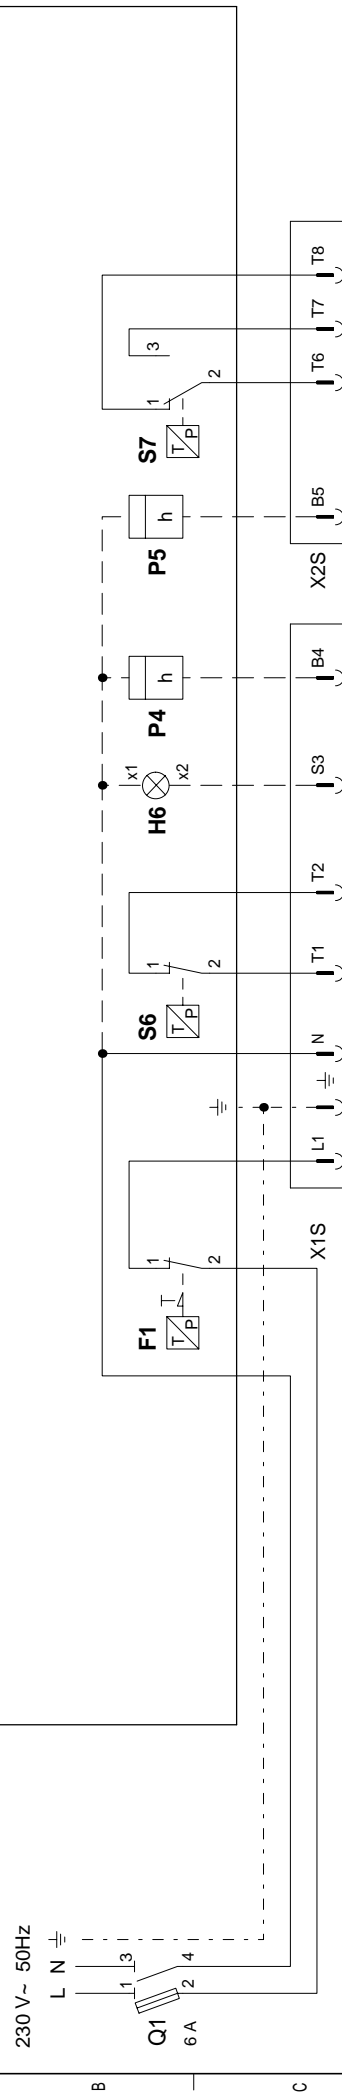 230 V~ 50Hz
L N
1 3
2 4
Q1
6 A
F1
T P
1
2
S6
T P
1
2
H6
x1
x2
P4
h
P5
h
S7
T P
1
2
3
X1S
L1
N
T1
T2
S3
B4
X2S
B5
T6
T7
T8
B
C